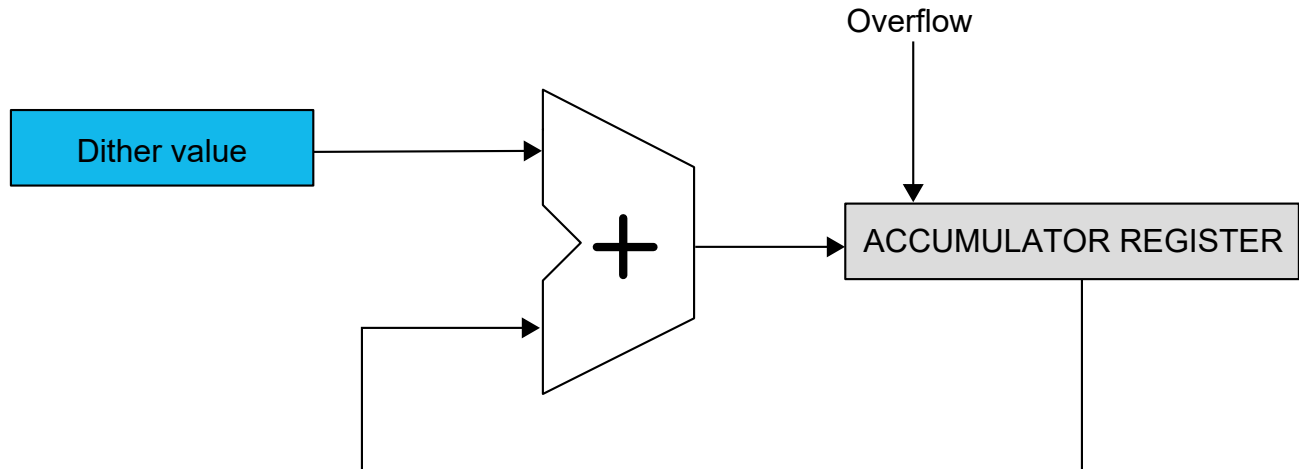 Overflow
Dither value
+
ACCUMULATOR REGISTER